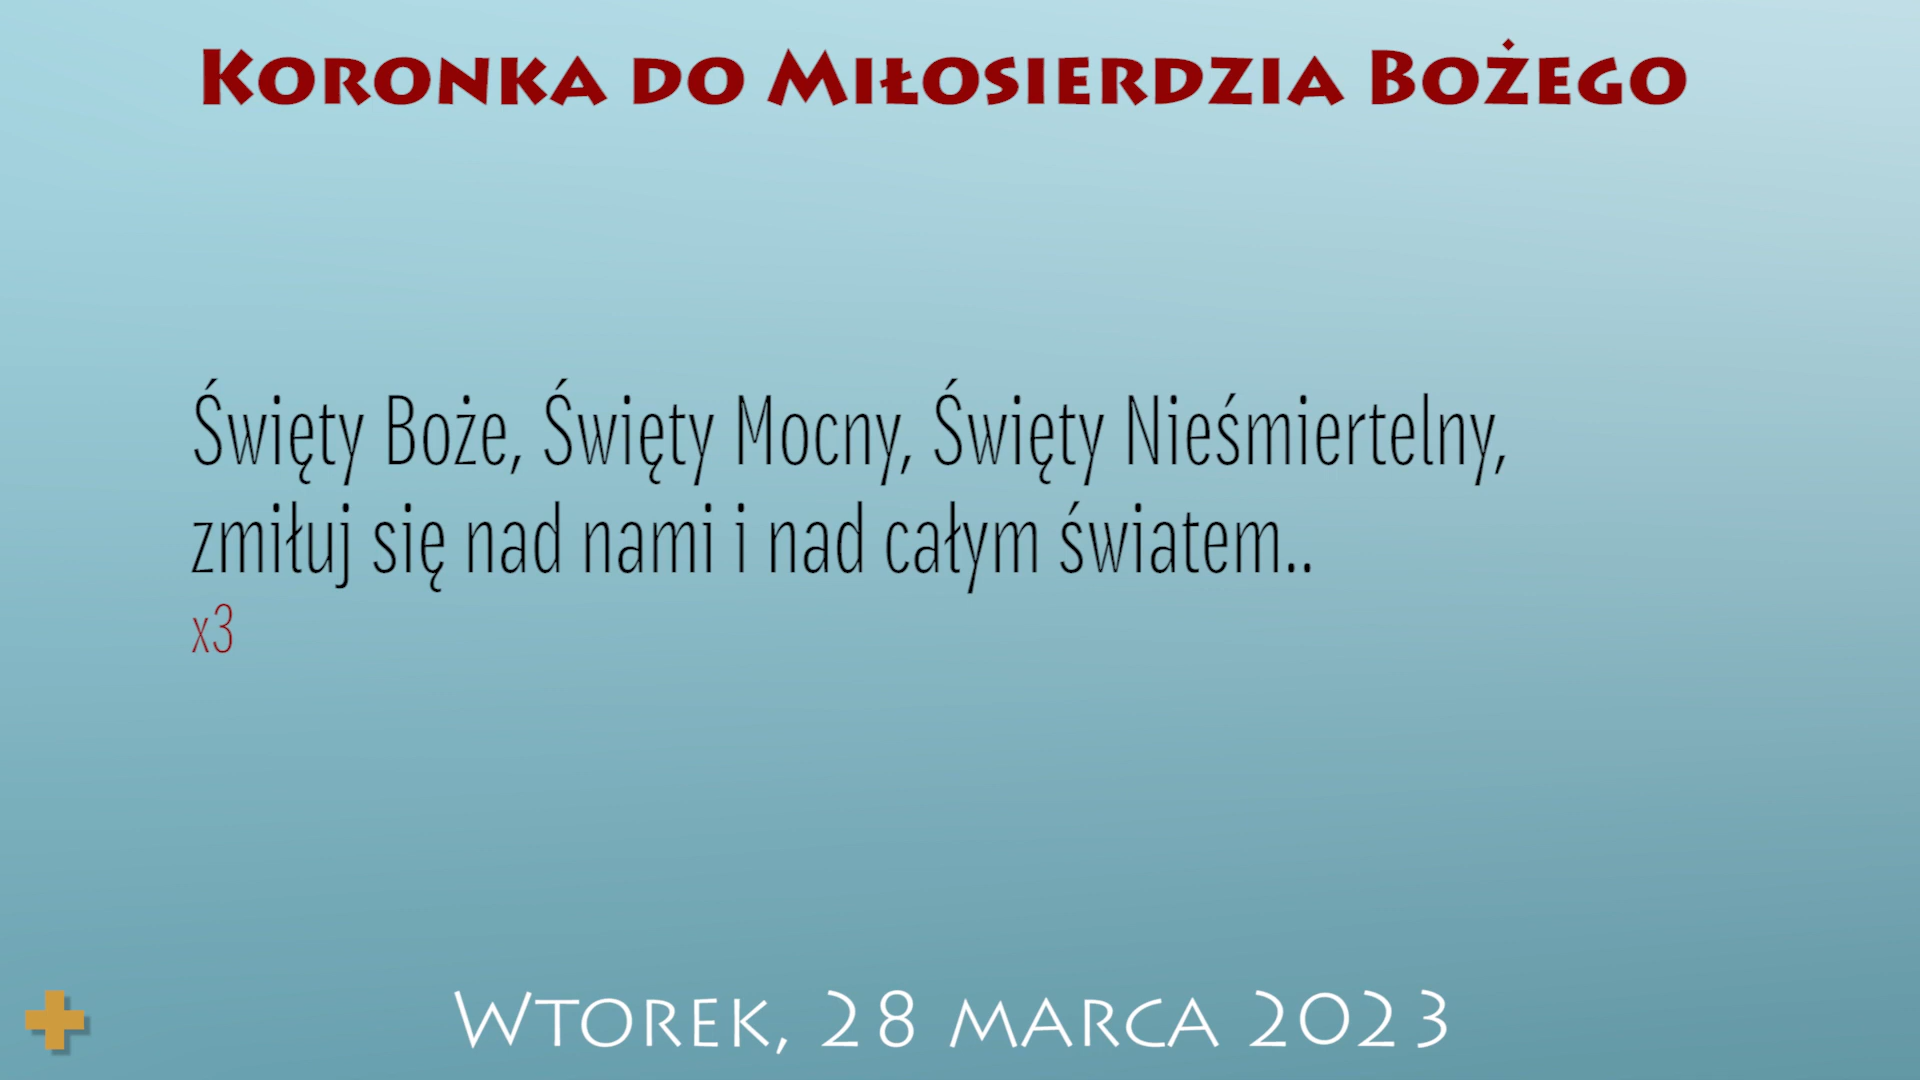 Koronka do Miłosierdzia Bożego
Święty Boże, Święty Mocny, Święty Nieśmiertelny,
zmiłuj się nad nami i nad całym światem..
x3
Wtorek, 28 marca 2023